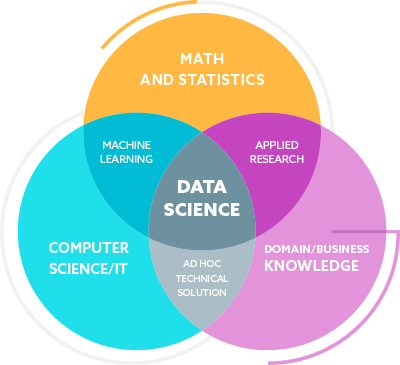 MATH
AND STATISTICS
MACHINE
LEARNING
APPLIED
RESEARCH
DATA
SCIENCE
COMPUTER
SCIENCE/IT
DOMAIN/BUSINESS
KNOWLEDGE
AD HOC
TECHNICAL
SOLUTION